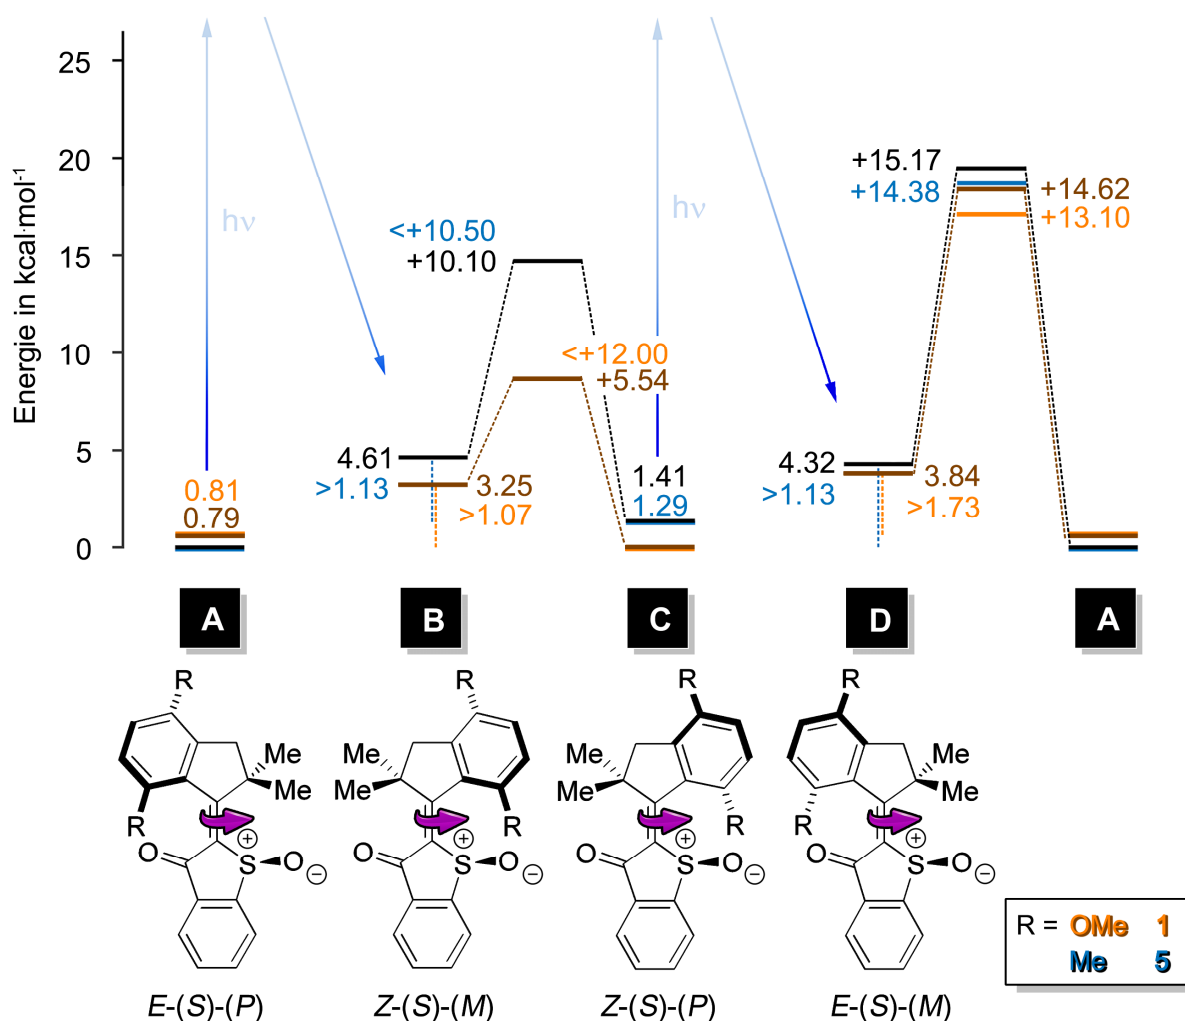 Energie in kcal·mol⁻¹
25
20
15
10
5
0
hν
hν
0.81
0.79
<+10.50
+10.10
4.61
>1.13
3.25
>1.07
<+12.00
+5.54
1.41
1.29
4.32
>1.13
3.84
>1.73
+15.17
+14.38
+14.62
+13.10
A
B
C
D
A
R
Me
Me
R
O
S
O
⊕
⊖
R
Me
Me
R
O
S
O
⊕
⊖
R
Me
Me
R
O
S
O
⊕
⊖
R
Me
Me
R
O
S
O
⊕
⊖
R = OMe 1
Me 5
E-(S)-(P)
Z-(S)-(M)
Z-(S)-(P)
E-(S)-(M)